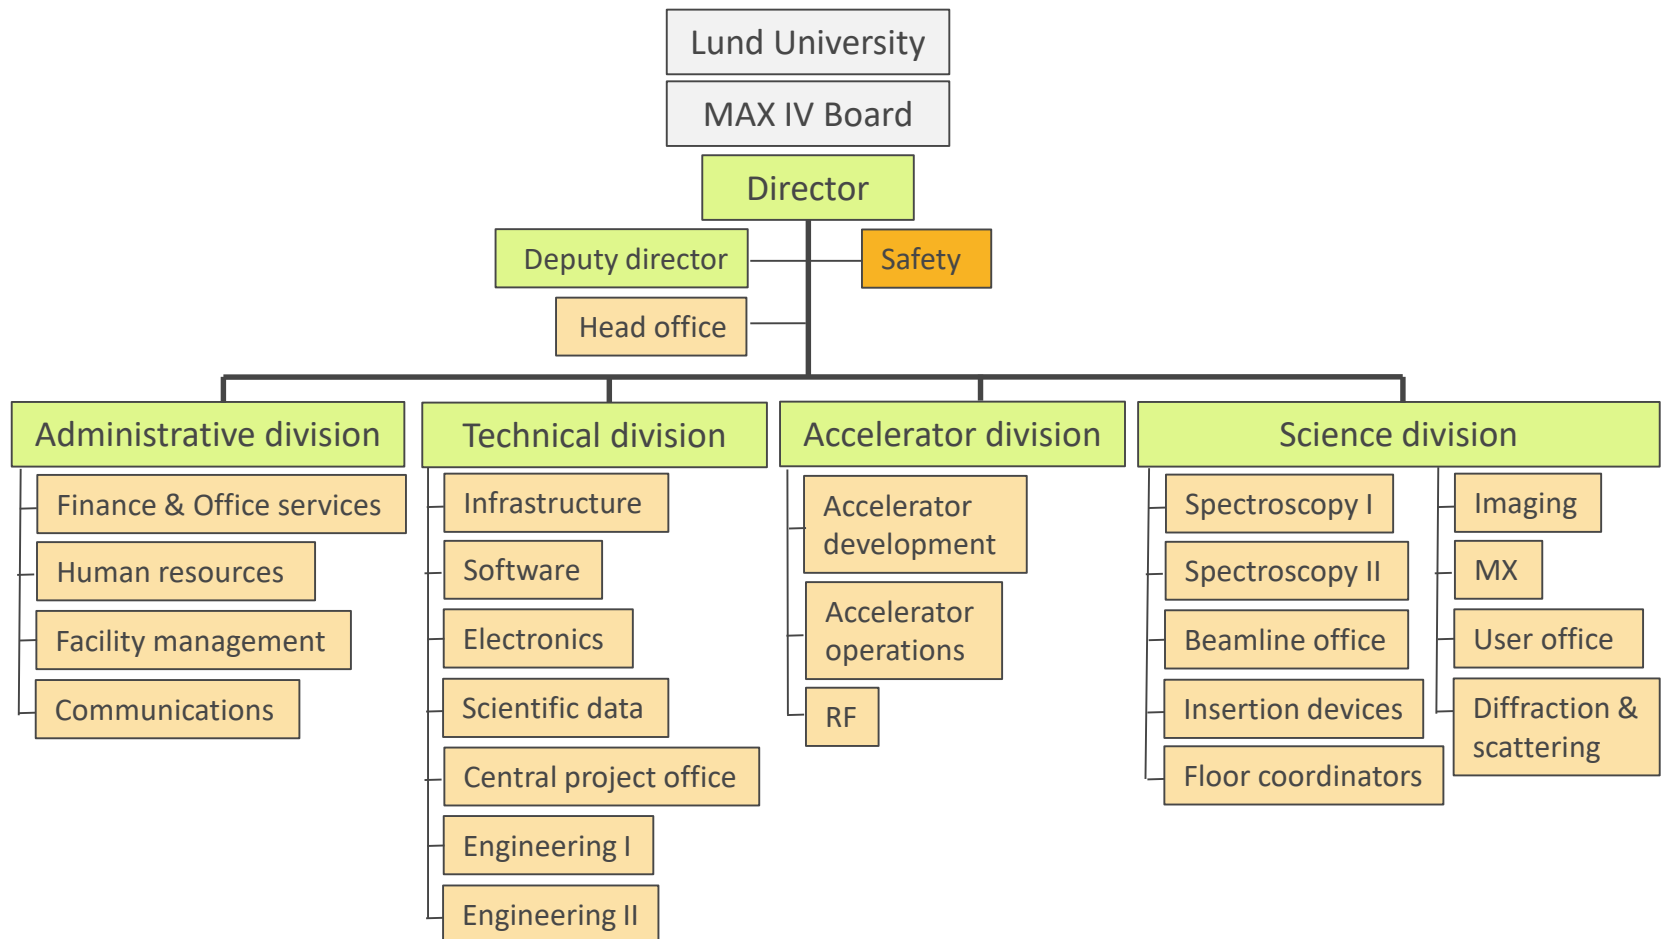 Lund University
MAX IV Board
Director
Deputy director
Safety
Head office
Administrative division
Finance & Office services
Human resources
Facility management
Communications
Technical division
Infrastructure
Software
Electronics
Scientific data
Central project office
Engineering I
Engineering II
Accelerator division
Accelerator
development
Accelerator
operations
RF
Science division
Spectroscopy I
Spectroscopy II
Beamline office
Insertion devices
Floor coordinators
Imaging
MX
User office
Diffraction &
scattering